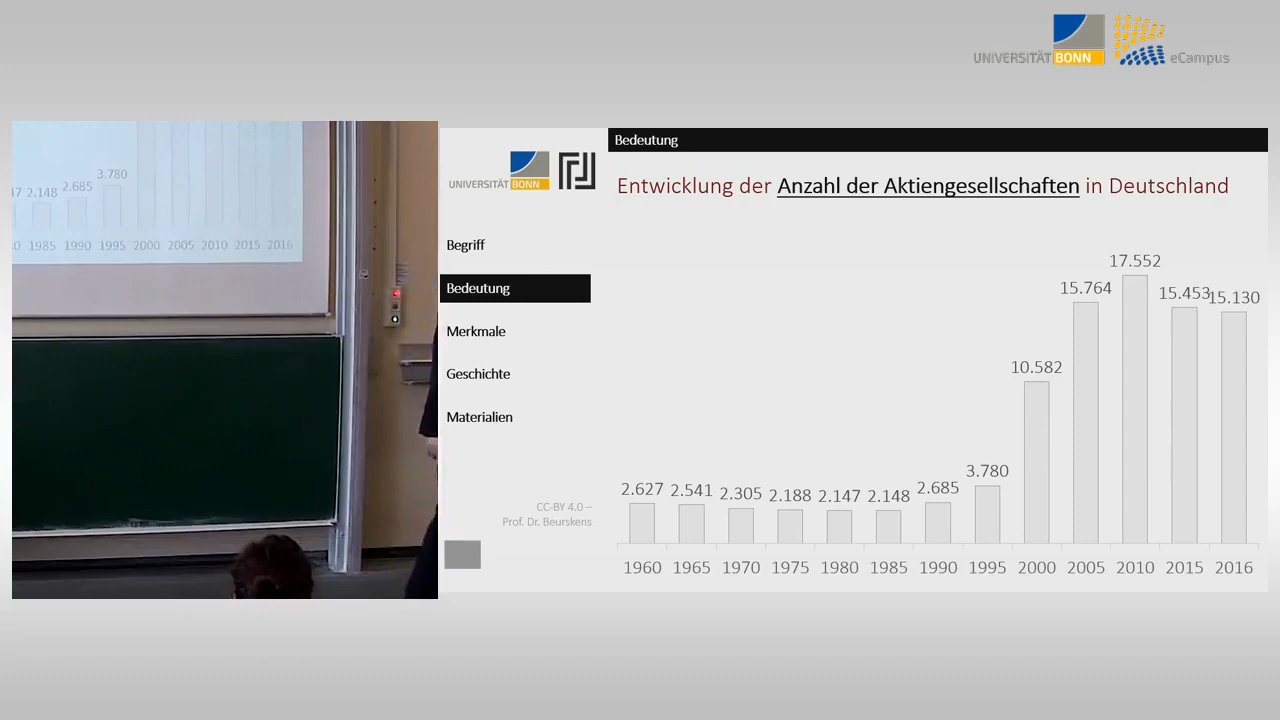 UNIVERSITÄT BONN
eCampus
3.780
2.685
47 2.148
0 1985 1990 1995 2000 2005 2010 2015 2016
UNIVERSITÄT BONN
Begriff
Bedeutung
Merkmale
Geschichte
Materialien
CC-BY 4.0 –
Prof. Dr. Beurskens
Bedeutung
Entwicklung der Anzahl der Aktiengesellschaften in Deutschland
2.627 2.541 2.305 2.188 2.147 2.148 2.685 3.780 10.582 15.764 17.552 15.453 15.130
1960 1965 1970 1975 1980 1985 1990 1995 2000 2005 2010 2015 2016